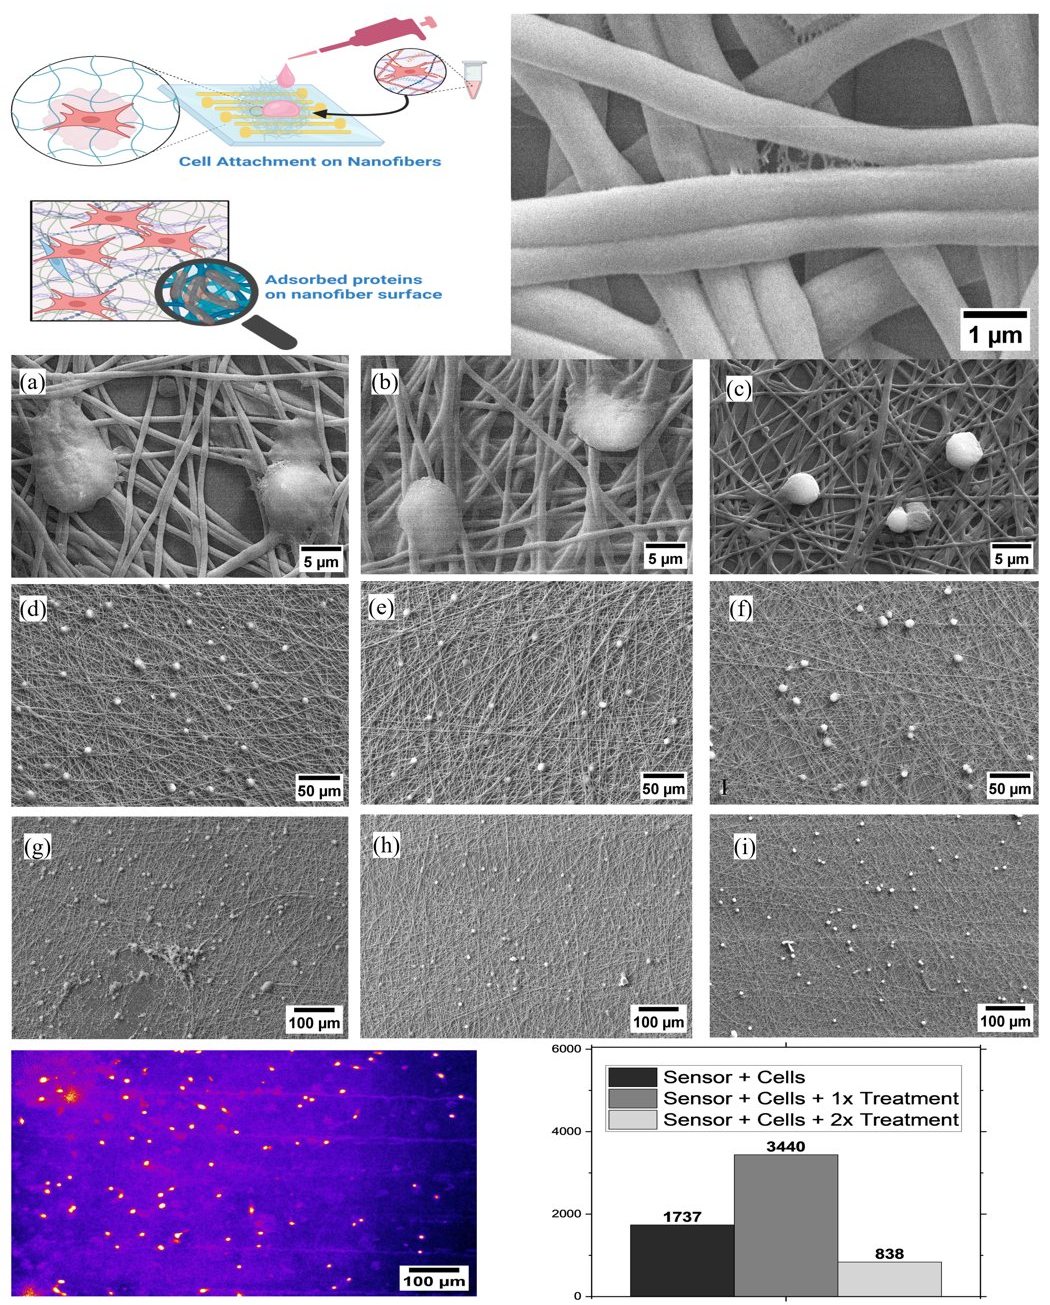 Cell Attachment on Nanofibers
Adsorbed proteins
on nanofiber surface
1 µm
(a)
5 µm
(b)
5 µm
(c)
5 µm
(d)
50 µm
(e)
50 µm
(f)
50 µm
(g)
100 µm
(h)
100 µm
(i)
100 µm
100 µm
6000
4000
2000
0
Sensor + Cells
Sensor + Cells + 1x Treatment
Sensor + Cells + 2x Treatment
1737
3440
838